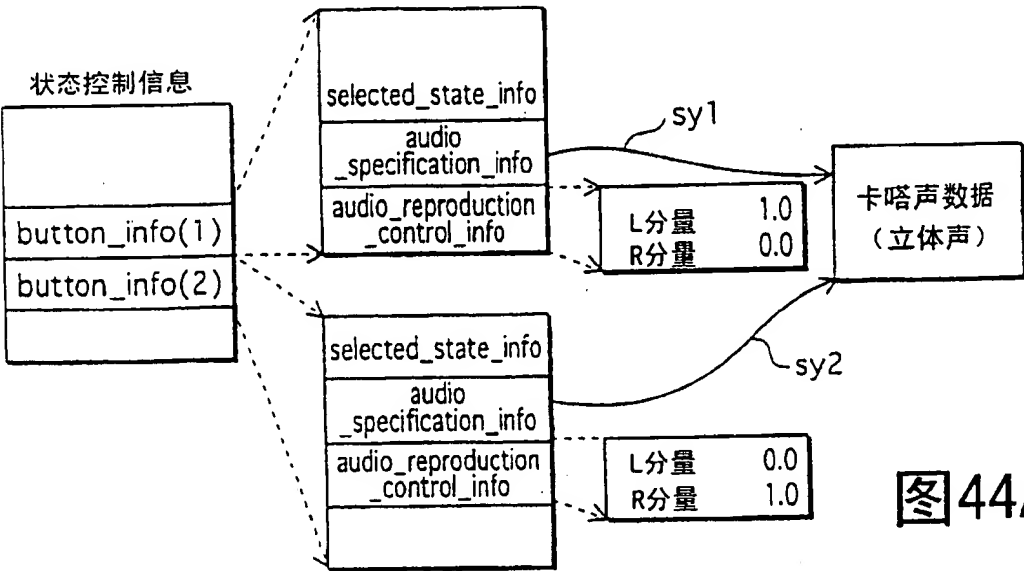 状态控制信息
button_info(1)
button_info(2)
selected_state_info
audio
_specification_info
audio_reproduction
_control_info
sy1
L分量 1.0
R分量 0.0
卡嗒声数据
（立体声）
selected_state_info
audio
_specification_info
audio_reproduction
_control_info
sy2
L分量 0.0
R分量 1.0
图44